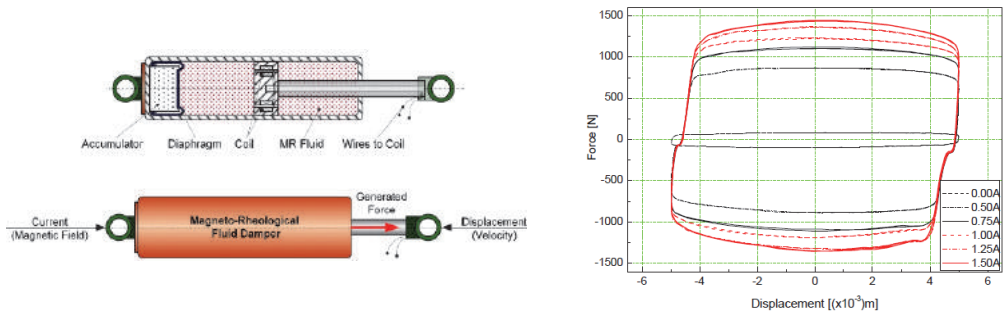 Accumulator
Diaphragm
Coil
MR Fluid
Wires to Coil
Current
(Magnetic Field)
Magneto-Rheological
Fluid Damper
Generated
Force
Displacement
(Velocity)
1500
1000
500
0
-500
-1000
-1500
Force [N]
-6
-4
-2
0
2
4
6
Displacement [(x10⁻³)m]
0.00A
0.50A
0.75A
1.00A
1.25A
1.50A